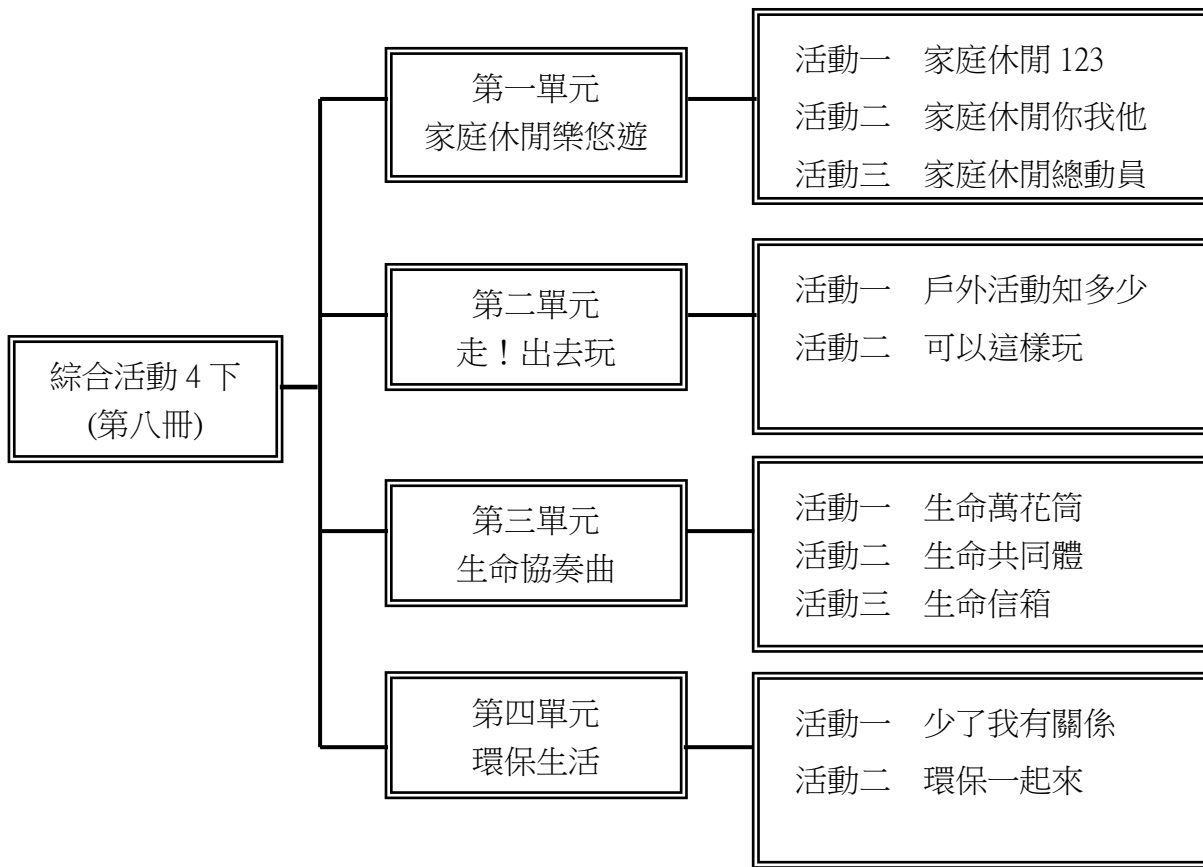 綜合活動 4 下
(第八冊)
第一單元
家庭休閒樂悠遊
活動一　家庭休閒 123
活動二　家庭休閒你我他
活動三　家庭休閒總動員
第二單元
走！出去玩
活動一　戶外活動知多少
活動二　可以這樣玩
第三單元
生命協奏曲
活動一　生命萬花筒
活動二　生命共同體
活動三　生命信箱
第四單元
環保生活
活動一　少了我有關係
活動二　環保一起來